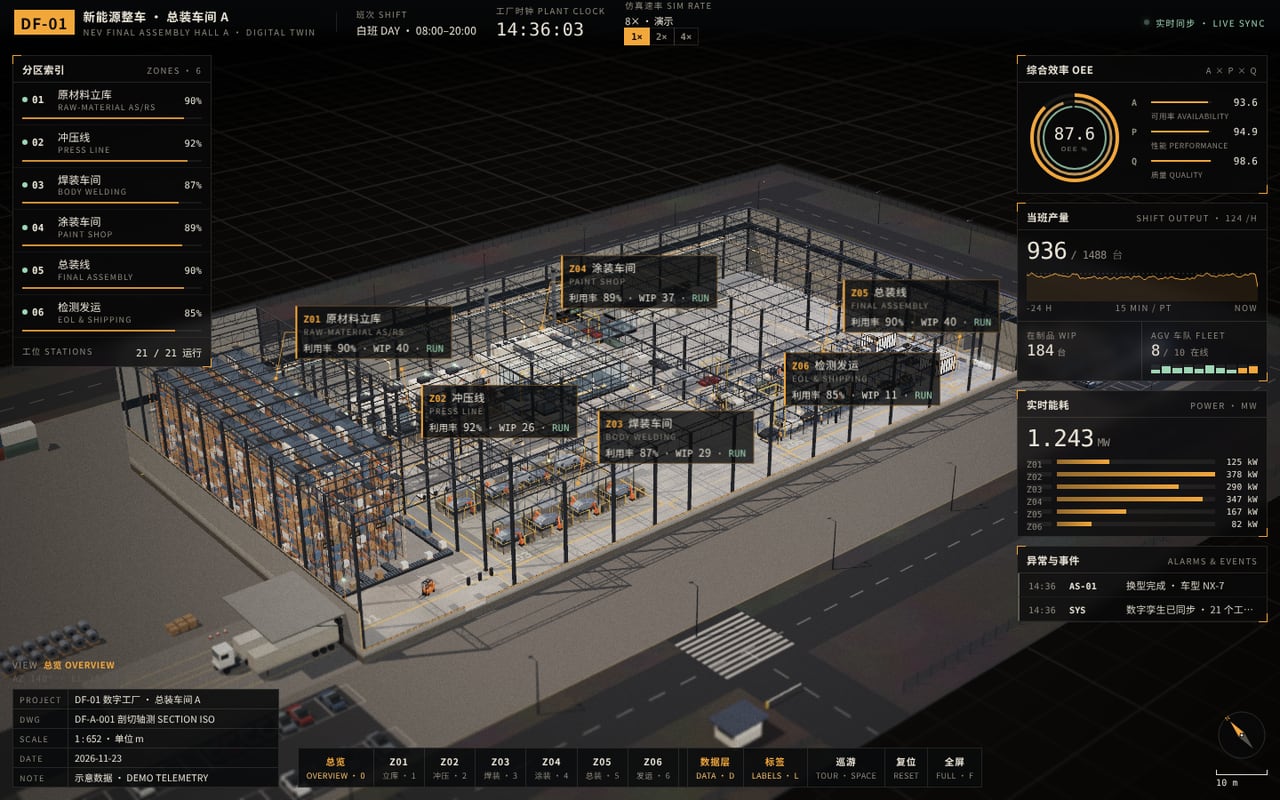 DF-01
新能源整车 · 总装车间 A
NEV FINAL ASSEMBLY HALL A · DIGITAL TWIN
班次 SHIFT
白班 DAY · 08:00–20:00
工厂时钟 PLANT CLOCK
14:36:03
仿真速率 SIM RATE
8× · 演示
1× 2× 4×
实时同步 · LIVE SYNC
分区索引 ZONES · 6
01 原材料立库 90%
RAW-MATERIAL AS/RS
02 冲压线 92%
PRESS LINE
03 焊装车间 87%
BODY WELDING
04 涂装车间 89%
PAINT SHOP
05 总装线 90%
FINAL ASSEMBLY
06 检测发运 85%
EOL & SHIPPING
工位 STATIONS 21 / 21 运行
Z04 涂装车间
PAINT SHOP
利用率 89% · WIP 37 · RUN
Z05 总装线
FINAL ASSEMBLY
利用率 90% · WIP 40 · RUN
Z01 原材料立库
RAW-MATERIAL AS/RS
利用率 90% · WIP 40 · RUN
Z06 检测发运
EOL & SHIPPING
利用率 85% · WIP 11 · RUN
Z02 冲压线
PRESS LINE
利用率 92% · WIP 26 · RUN
Z03 焊装车间
BODY WELDING
利用率 87% · WIP 29 · RUN
综合效率 OEE A × P × Q
87.6
OEE %
A 93.6
可用率 AVAILABILITY
P 94.9
性能 PERFORMANCE
Q 98.6
质量 QUALITY
当班产量 SHIFT OUTPUT · 124 /H
936 / 1488 台
-24 H 15 MIN / PT NOW
在制品 WIP
184 台
AGV 车队 FLEET
8 / 10 在线
实时能耗 POWER · MW
1.243 MW
Z01 125 kW
Z02 378 kW
Z03 290 kW
Z04 347 kW
Z05 167 kW
Z06 82 kW
异常与事件 ALARMS & EVENTS
14:36 AS-01 换型完成 · 车型 NX-7
14:36 SYS 数字孪生已同步 · 21 个工…
VIEW 总览 OVERVIEW
PROJECT DF-01 数字工厂 · 总装车间 A
DWG DF-A-001 剖切轴测 SECTION ISO
SCALE 1:652 · 单位 m
DATE 2026-11-23
NOTE 示意数据 · DEMO TELEMETRY
总览
OVERVIEW · 0
Z01
立库 · 1
Z02
冲压 · 2
Z03
焊装 · 3
Z04
涂装 · 4
Z05
总装 · 5
Z06
发运 · 6
数据层
DATA · D
标签
LABELS · L
巡游
TOUR · SPACE
复位
RESET
全屏
FULL · F
10 m